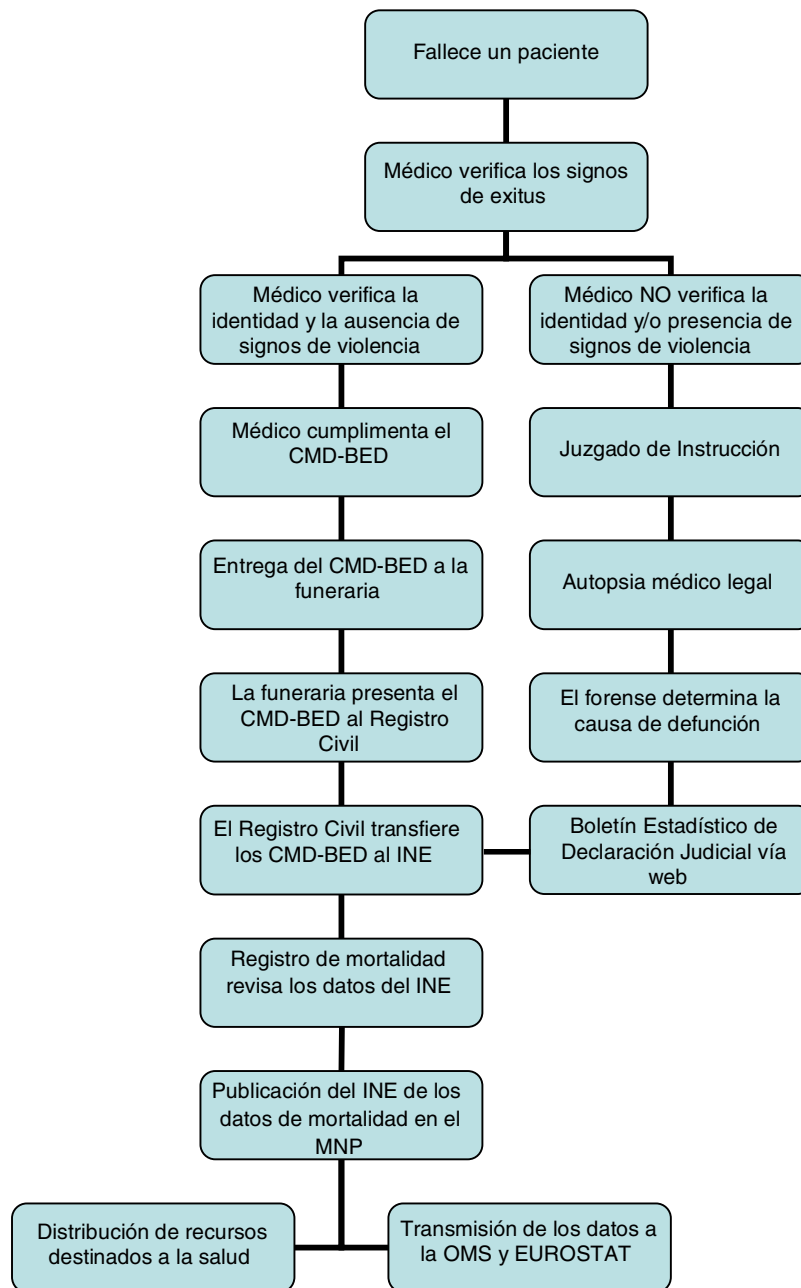 Fallece un paciente
Médico verifica los signos
de exitus
Médico verifica la
identidad y la ausencia de
signos de violencia
Médico NO verifica la
identidad y/o presencia de
signos de violencia
Médico cumplimenta el
CMD-BED
Juzgado de Instrucción
Entrega del CMD-BED a la
funeraria
Autopsia médico legal
La funeraria presenta el
CMD-BED al Registro
Civil
El forense determina la
causa de defunción
El Registro Civil transfiere
los CMD-BED al INE
Boletín Estadístico de
Declaración Judicial vía
web
Registro de mortalidad
revisa los datos del INE
Publicación del INE de los
datos de mortalidad en el
MNP
Distribución de recursos
destinados a la salud
Transmisión de los datos a
la OMS y EUROSTAT